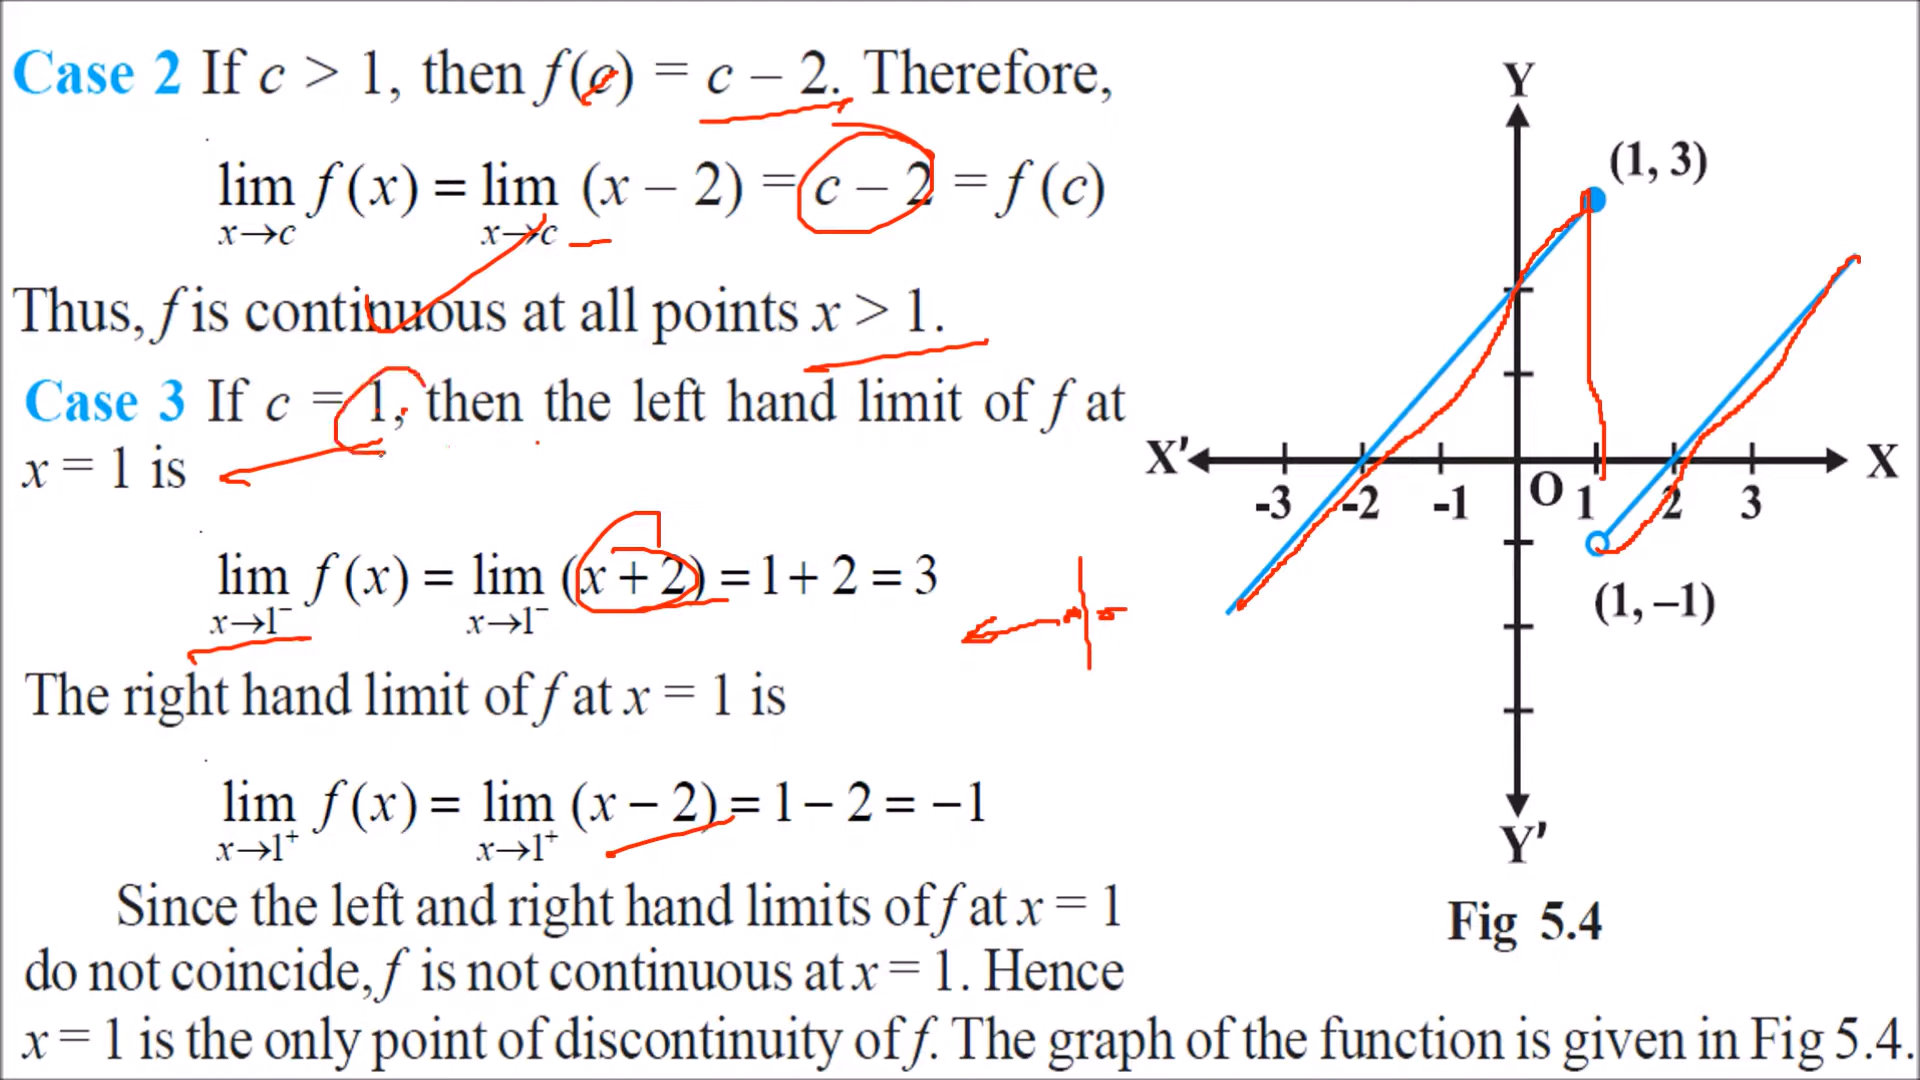 Case 2 If c > 1, then f(c) = c – 2. Therefore,
lim f (x) = lim (x – 2) = c – 2 = f (c)
x→c x→c
Thus, f is continuous at all points x > 1.
Case 3 If c = 1, then the left hand limit of f at
x = 1 is
lim f (x) = lim (x + 2) = 1 + 2 = 3
x→1⁻ x→1⁻
The right hand limit of f at x = 1 is
lim f (x) = lim (x – 2) = 1 – 2 = –1
x→1⁺ x→1⁺
Since the left and right hand limits of f at x = 1
do not coincide, f is not continuous at x = 1. Hence
x = 1 is the only point of discontinuity of f. The graph of the function is given in Fig 5.4.
Y
(1, 3)
X′ X
-3 -2 -1 O 1 2 3
(1, –1)
Y′
Fig 5.4